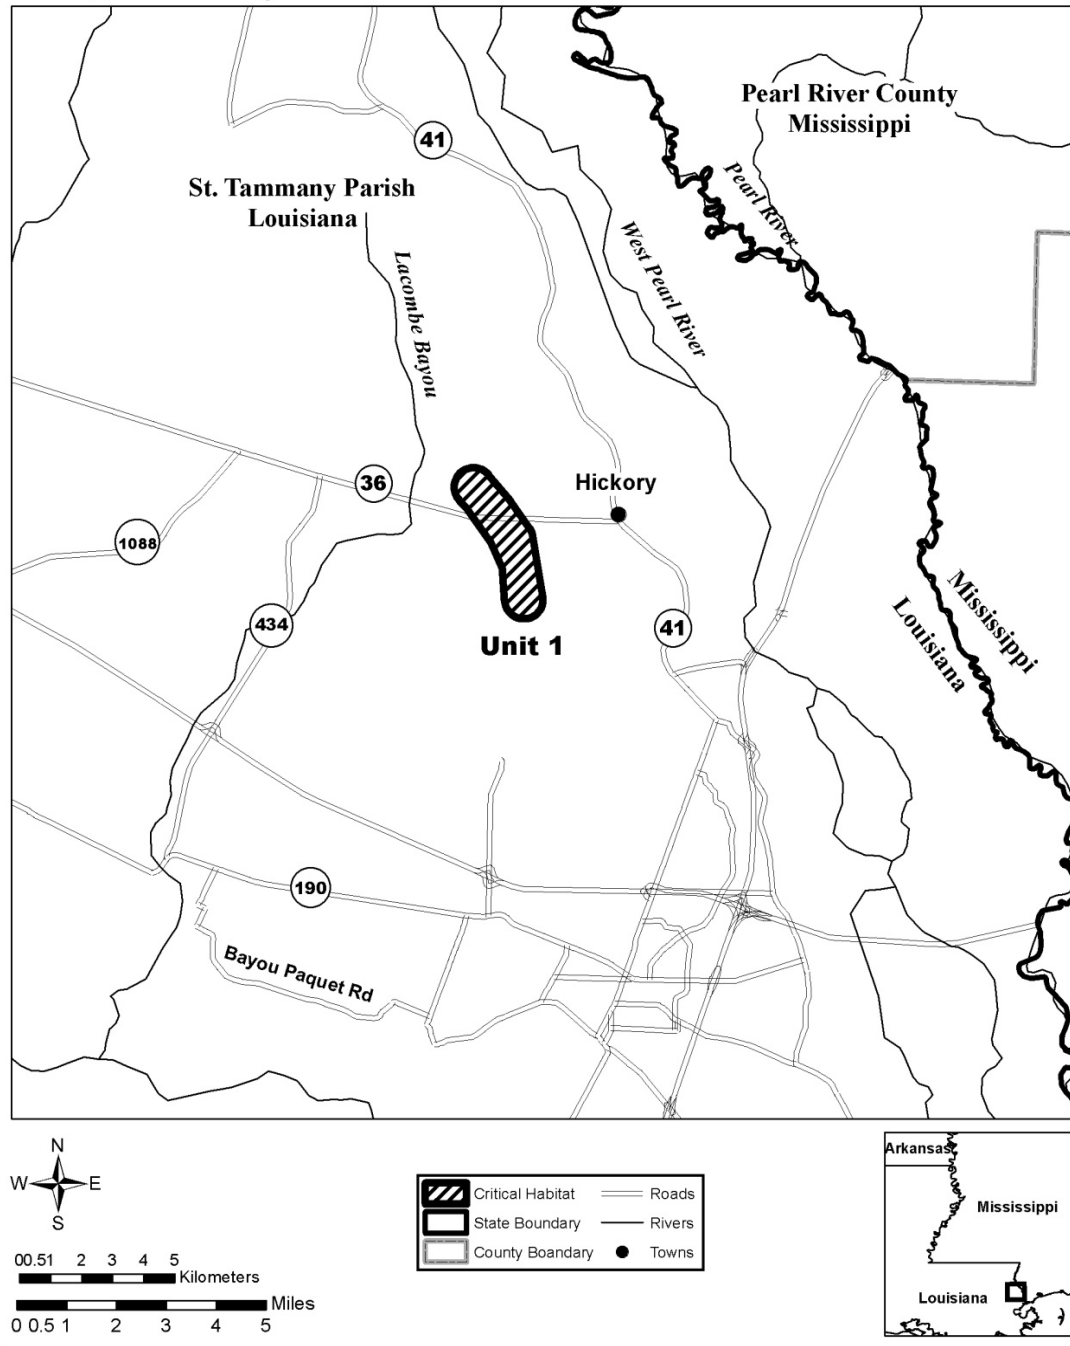 Pearl River County
Mississippi
41
St. Tammany Parish
Louisiana
Pearl River
West Pearl River
Lacombe Bayou
36
Hickory
1088
434
41
Unit 1
Mississippi
Louisiana
190
Bayou Paquet Rd
N
W E
S
Critical Habitat
Roads
State Boundary
Rivers
County Boandary
Towns
00.51 2 3 4 5
Kilometers
Miles
0 0.5 1 2 3 4 5
Arkansas
Mississippi
Louisiana